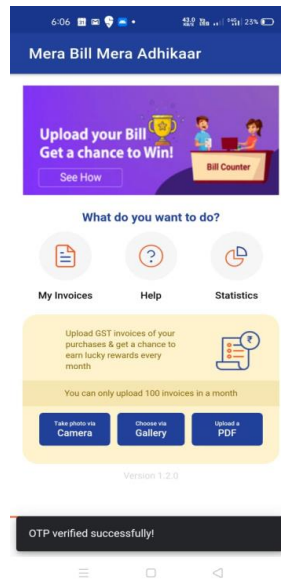 6:06
43.0
23%
Mera Bill Mera Adhikaar
Upload your Bill
Get a chance to Win!
See How
Bill Counter
What do you want to do?
My Invoices
Help
Statistics
Upload GST invoices of your
purchases & get a chance to
earn lucky rewards every
month
You can only upload 100 invoices in a month
Take photo via
Camera
Choose via
Gallery
Upload a
PDF
Version 1.2.0
OTP verified successfully!